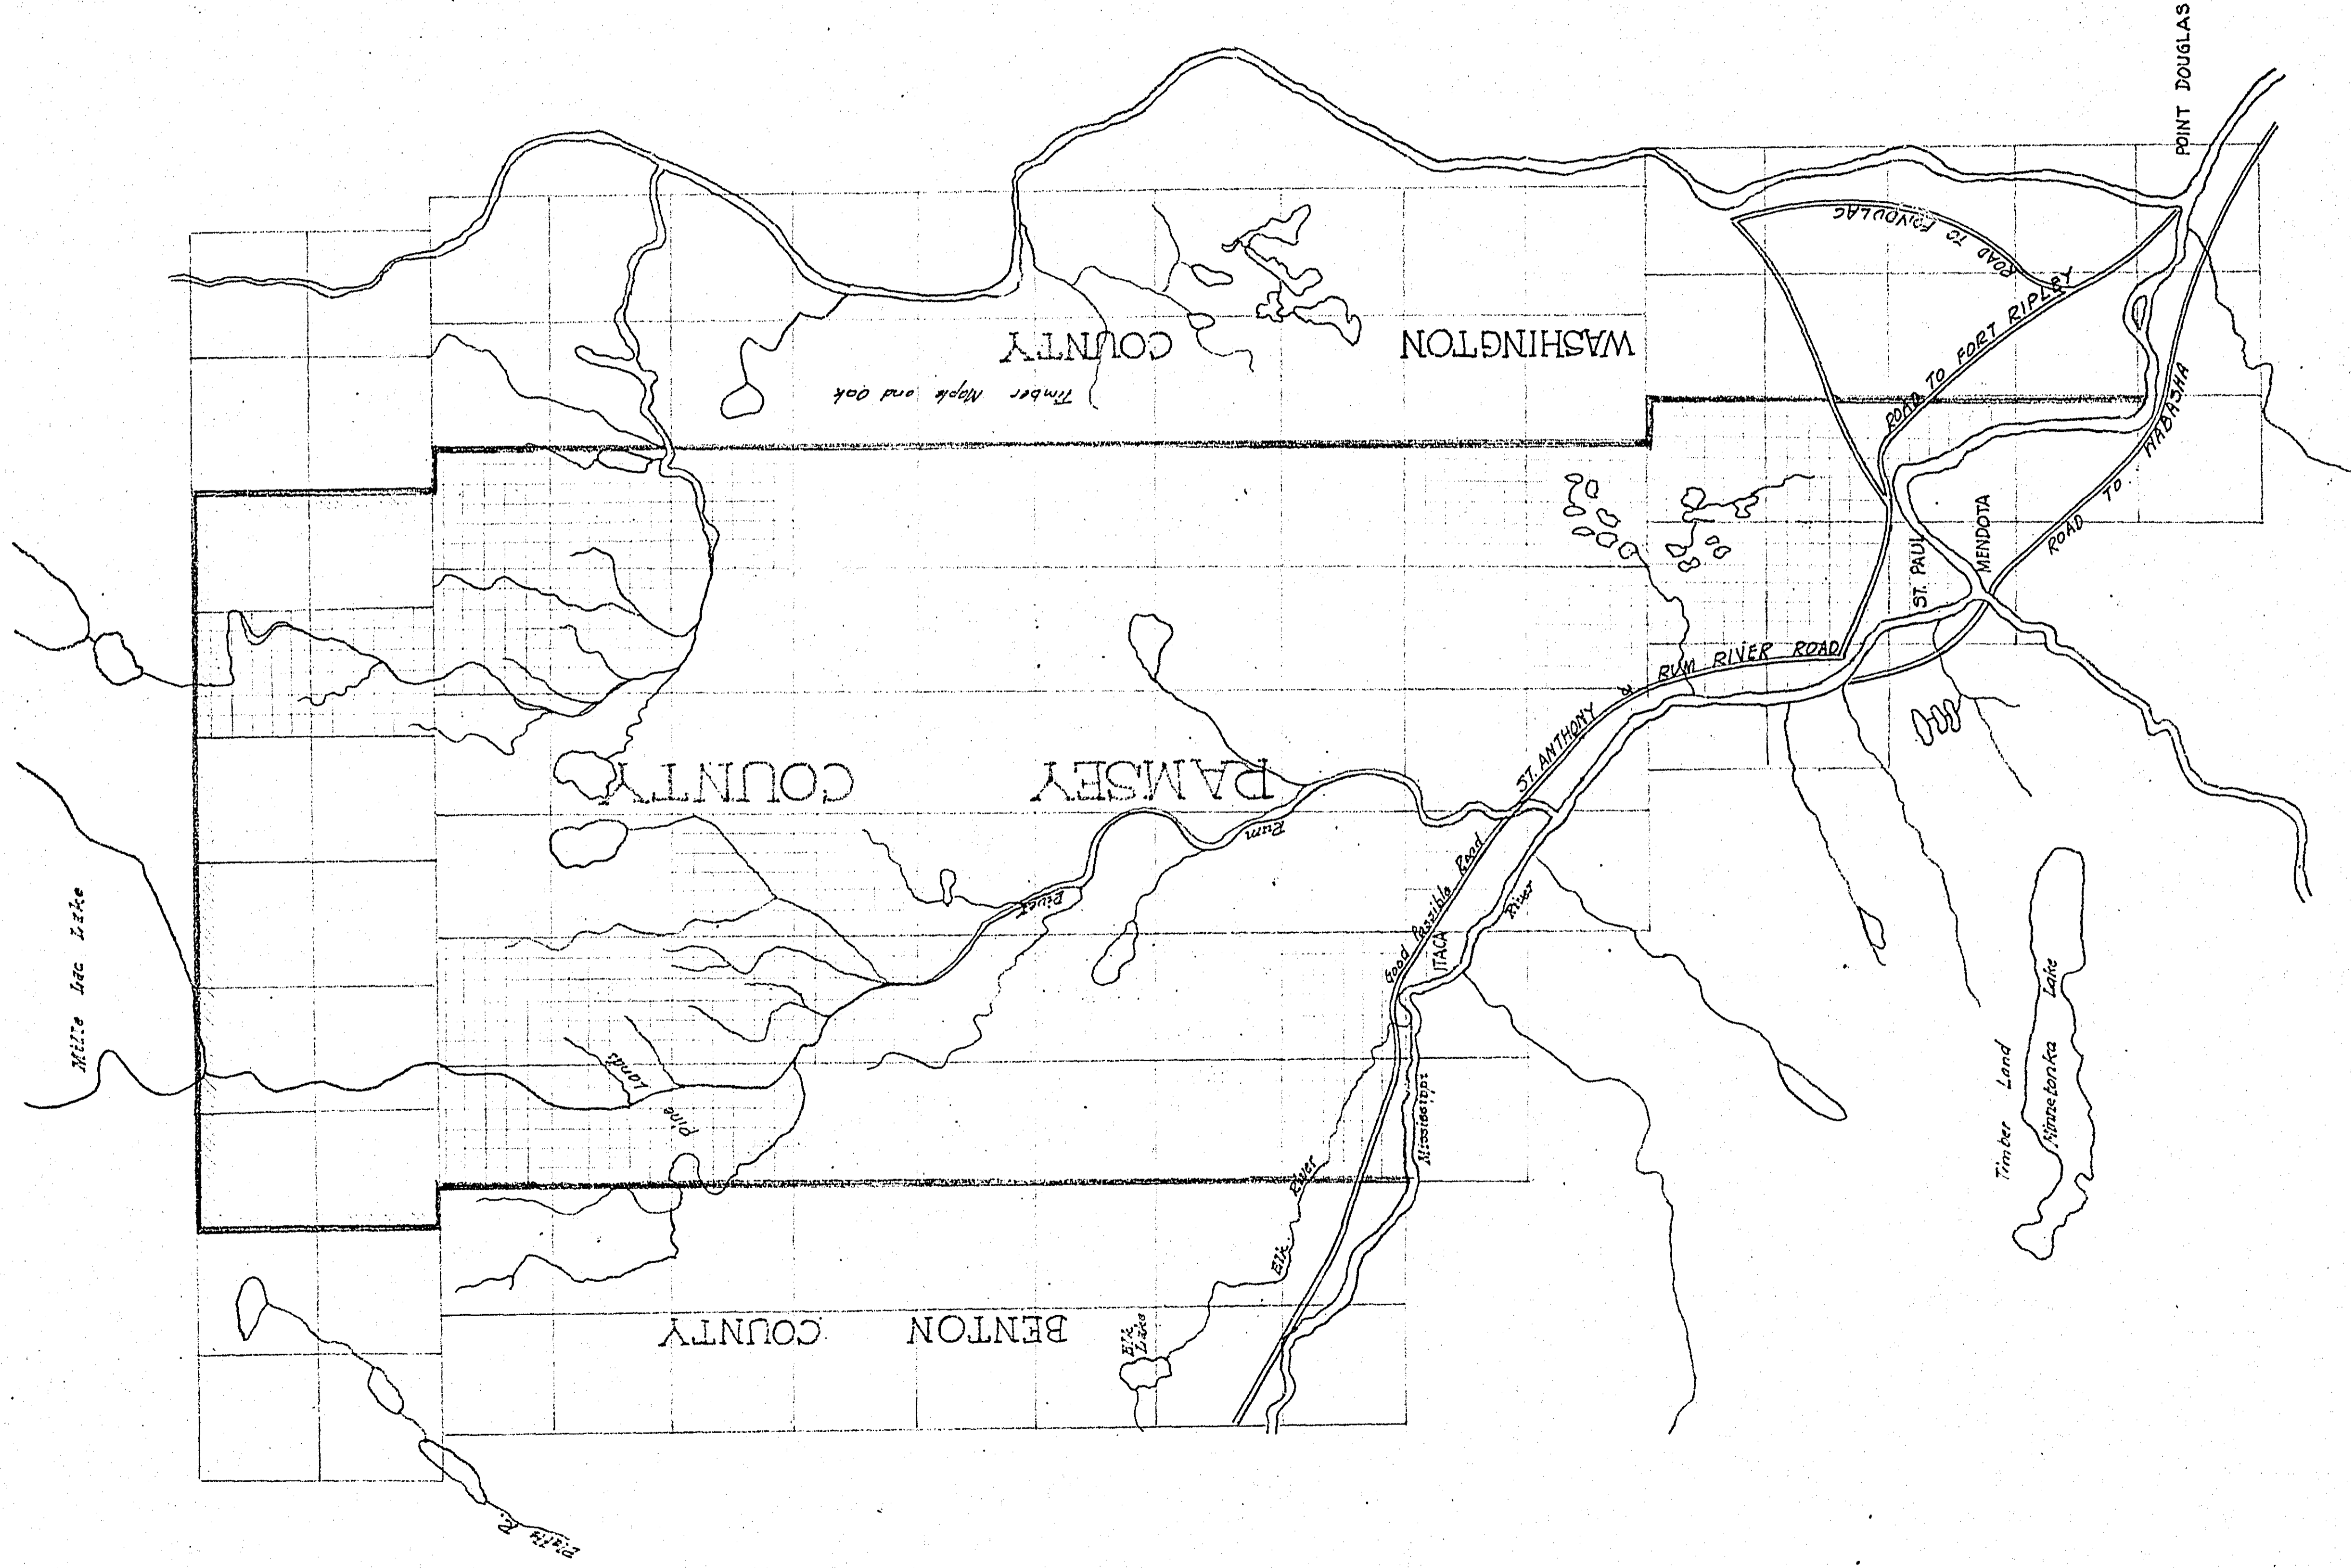 POINT DOUGLAS
ROAD TO FONDULAC
ROAD TO FORT RIPLEY
WASHINGTON COUNTY
Timber Maple and Oak
ROAD TO WABASHA
MENDOTA
ST. PAUL
RAMSEY COUNTY
ST. ANTHONY & RUM RIVER ROAD
Rum River
Good Passible Road
ITACA
Mississippi River
Mille Lac Lake
Pine Lands
Elk River
Elk Lake
BENTON COUNTY
Timber Land
Minnetonka Lake
Platte R.